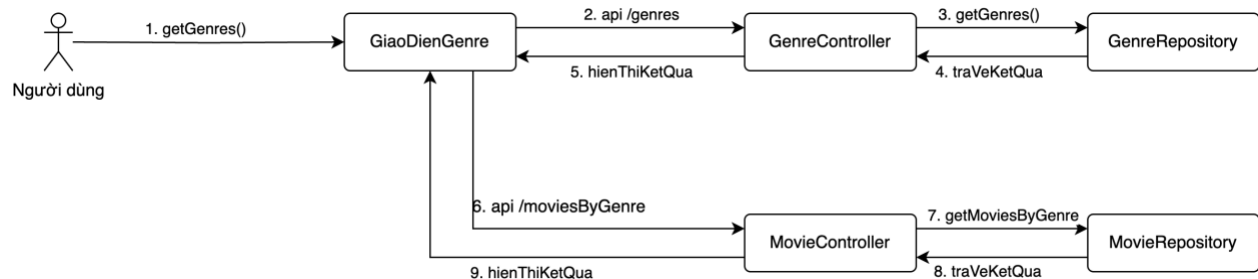 1. getGenres()
Người dùng
GiaoDienGenre
2. api /genres
5. hienThiKetQua
GenreController
3. getGenres()
4. traVeKetQua
GenreRepository
6. api /moviesByGenre
9. hienThiKetQua
MovieController
7. getMoviesByGenre
8. traVeKetQua
MovieRepository